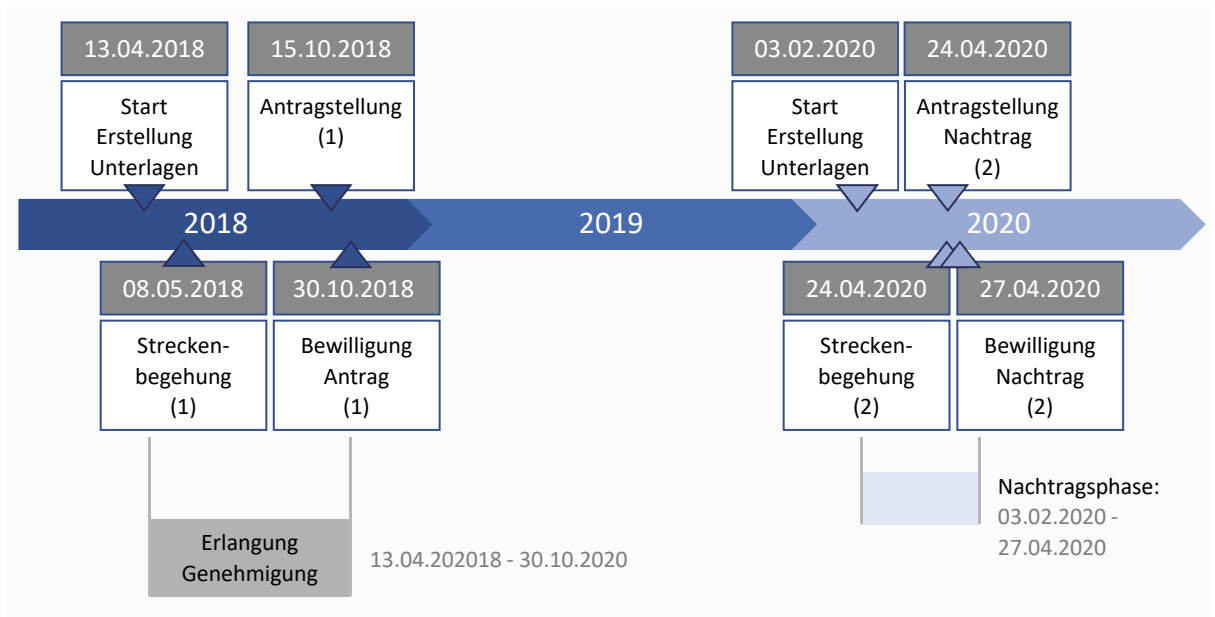 13.04.2018
Start
Erstellung
Unterlagen
15.10.2018
Antragstellung
(1)
03.02.2020
Start
Erstellung
Unterlagen
24.04.2020
Antragstellung
Nachtrag
(2)
2018
2019
2020
08.05.2018
Strecken-
begehung
(1)
30.10.2018
Bewilligung
Antrag
(1)
24.04.2020
Strecken-
begehung
(2)
27.04.2020
Bewilligung
Nachtrag
(2)
Erlangung
Genehmigung
13.04.202018 - 30.10.2020
Nachtragsphase:
03.02.2020 -
27.04.2020